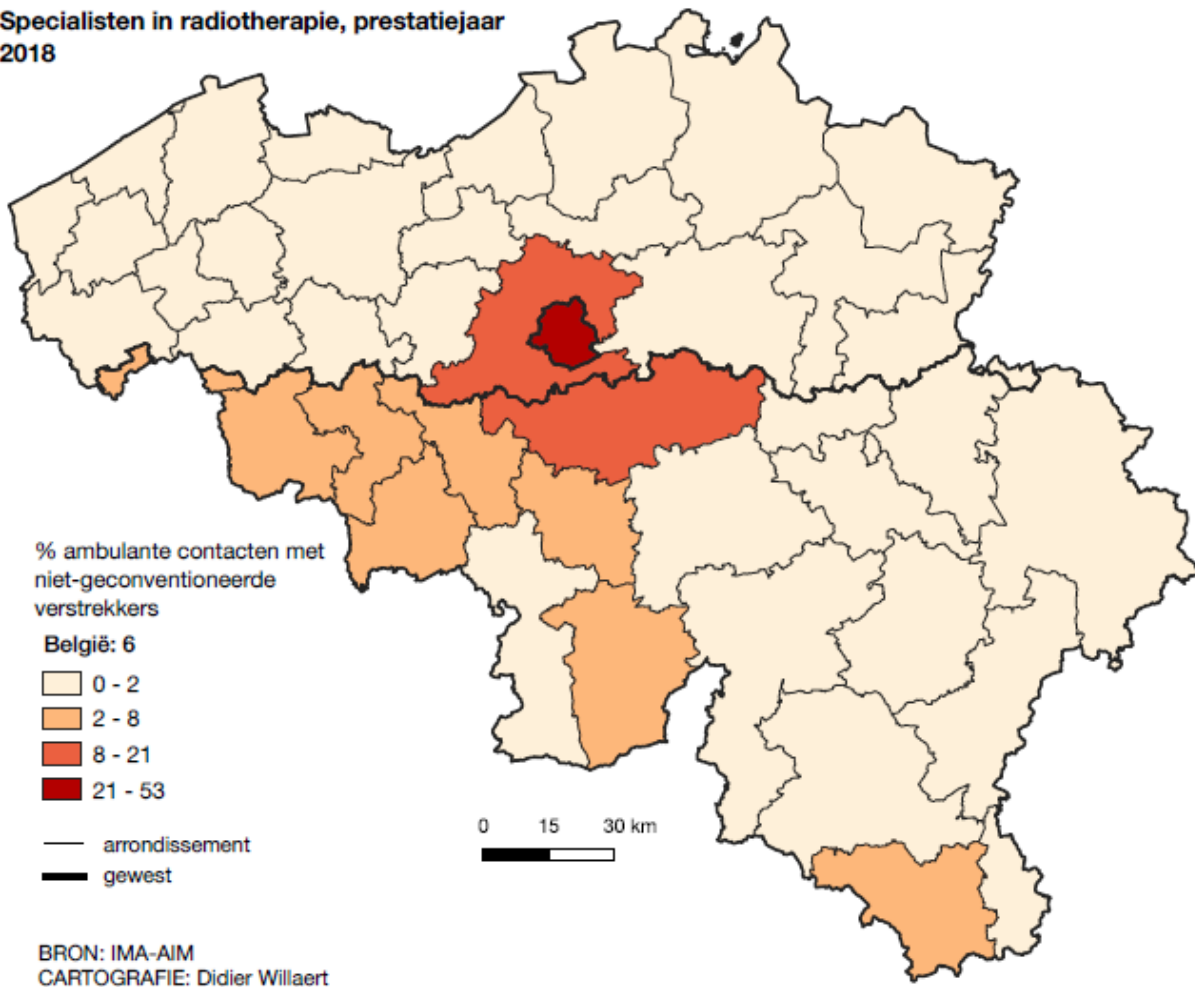 Specialisten in radiotherapie, prestatiejaar
2018
% ambulante contacten met
niet-geconventioneerde
verstrekkers
België: 6
0 - 2
2 - 8
8 - 21
21 - 53
arrondissement
gewest
0 15 30 km
BRON: IMA-AIM
CARTOGRAFIE: Didier Willaert